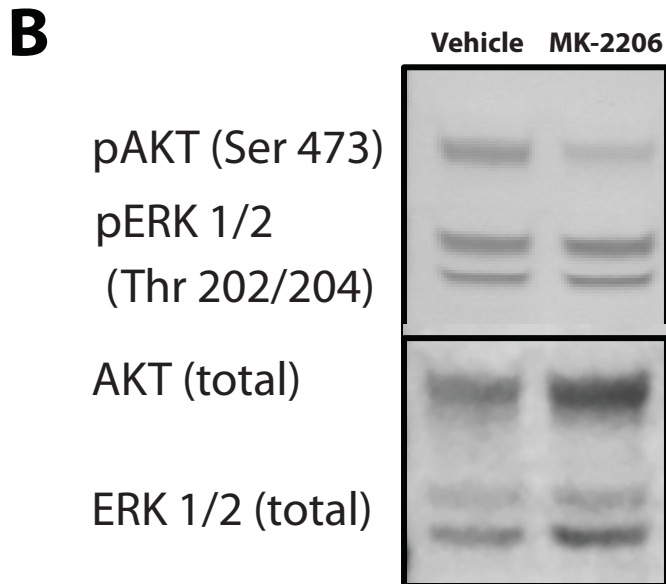 B
Vehicle MK-2206
pAKT (Ser 473)
pERK 1/2
(Thr 202/204)
AKT (total)
ERK 1/2 (total)